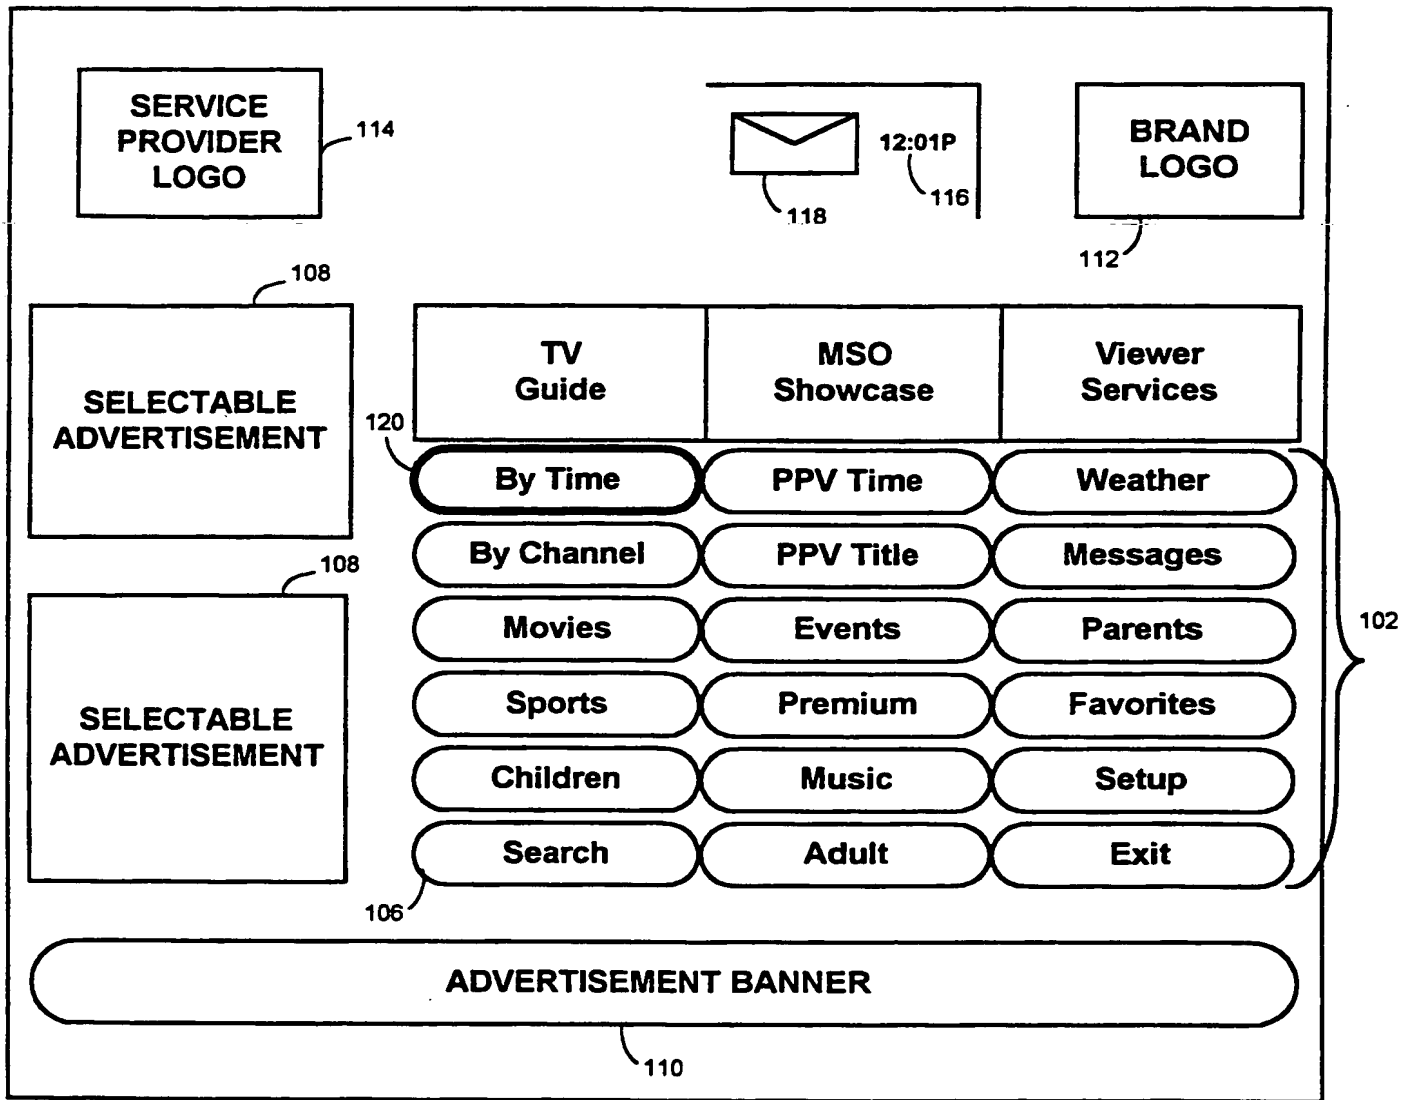 SERVICE
PROVIDER
LOGO
114
12:01P
116
118
BRAND
LOGO
112
108
SELECTABLE
ADVERTISEMENT
108
SELECTABLE
ADVERTISEMENT
TV
Guide
MSO
Showcase
Viewer
Services
120
By Time
PPV Time
Weather
By Channel
PPV Title
Messages
Movies
Events
Parents
102
Sports
Premium
Favorites
Children
Music
Setup
Search
Adult
Exit
106
ADVERTISEMENT BANNER
110